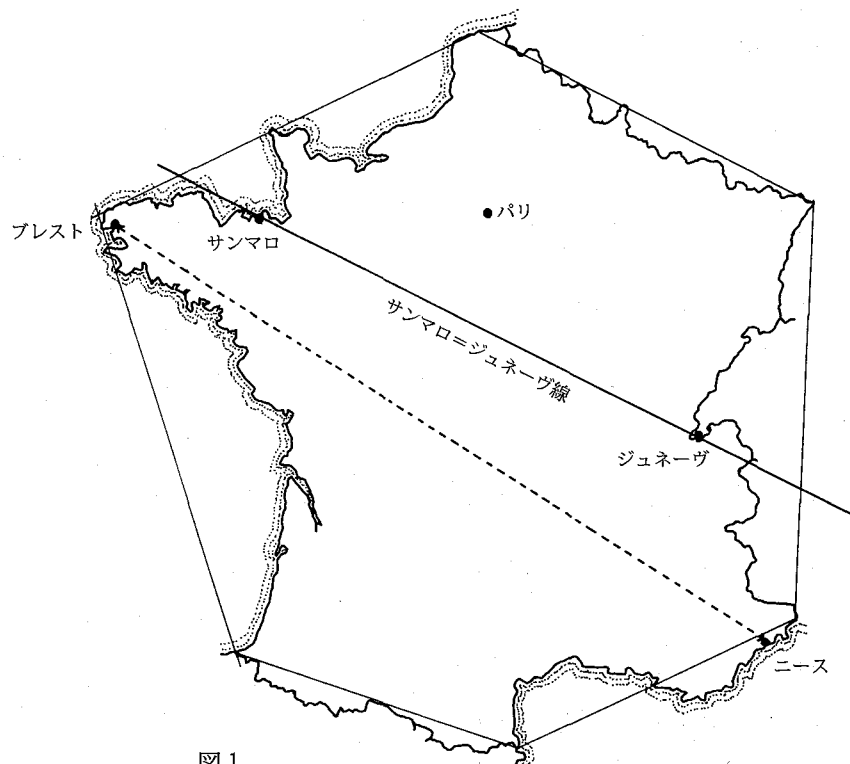 パリ
ブレスト
サンマロ
サンマロ=ジュネーヴ線
ジュネーヴ
ニース
図1